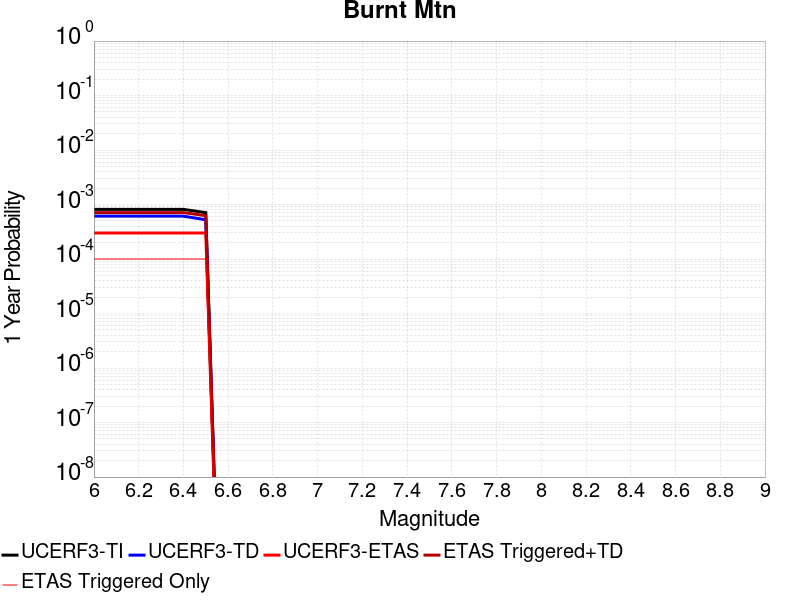 Burnt Mtn
10^0
10^-1
10^-2
10^-3
10^-4
10^-5
10^-6
10^-7
10^-8
1 Year Probability
6 6.2 6.4 6.6 6.8 7 7.2 7.4 7.6 7.8 8 8.2 8.4 8.6 8.8 9
Magnitude
UCERF3-TI UCERF3-TD UCERF3-ETAS ETAS Triggered+TD
ETAS Triggered Only